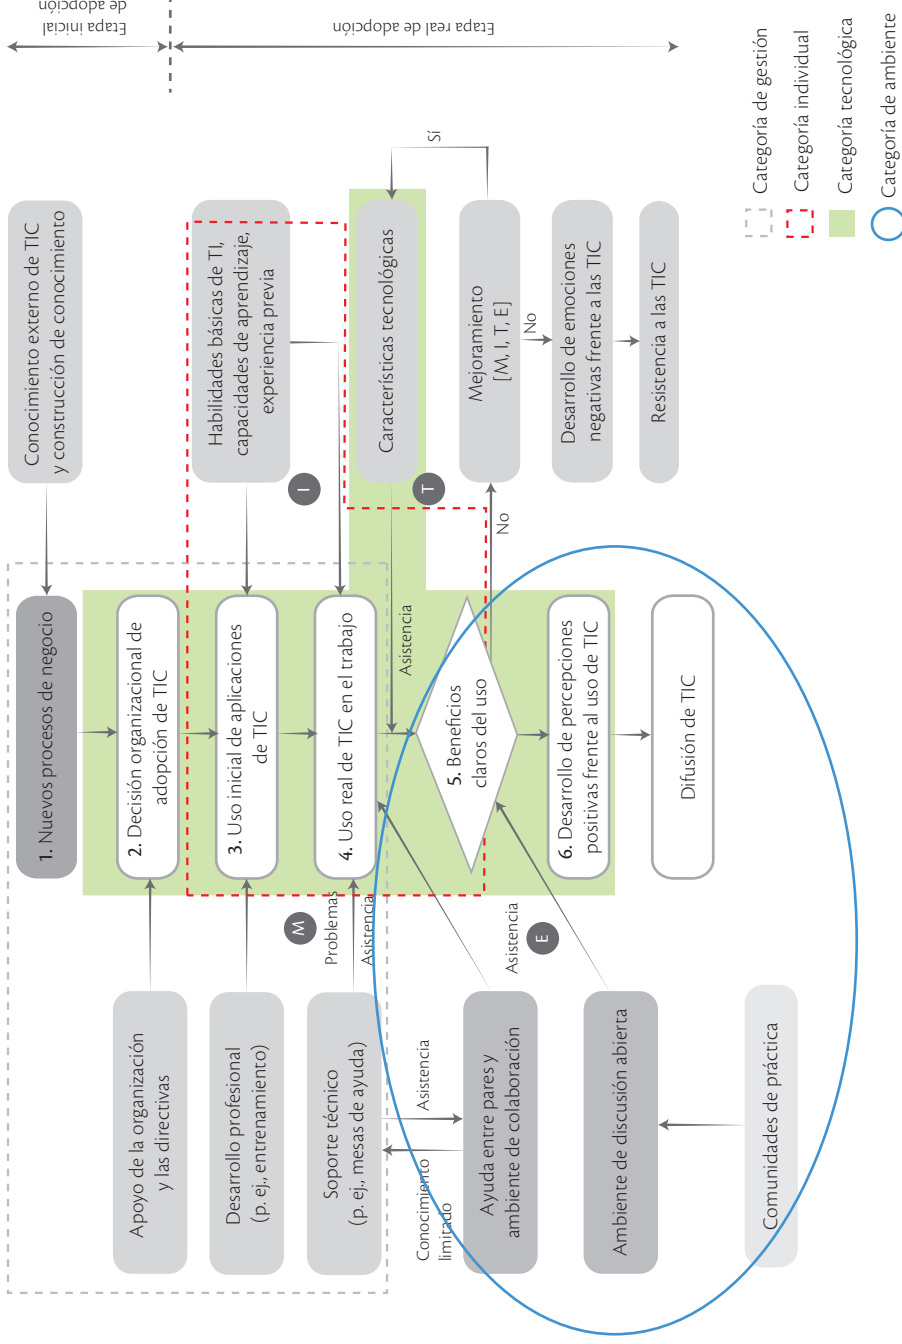 Etapa inicial
de adopción
Etapa real de adopción
Conocimiento externo de TIC
y construcción de conocimiento
1. Nuevos procesos de negocio
Apoyo de la organización
y las directivas
2. Decisión organizacional de
adopción de TIC
Desarrollo profesional
(p. ej., entrenamiento)
3. Uso inicial de aplicaciones
de TIC
Habilidades básicas de TI,
capacidades de aprendizaje,
experiencia previa
M
I
Problemas
Asistencia
Soporte técnico
(p. ej., mesas de ayuda)
4. Uso real de TIC en el trabajo
Características tecnológicas
Asistencia
T
Sí
Conocimiento
limitado
Asistencia
Ayuda entre pares y
ambiente de colaboración
5. Beneficios
claros del uso
No
Mejoramiento
[M, I, T, E]
No
Asistencia
E
Ambiente de discusión abierta
6. Desarrollo de percepciones
positivas frente al uso de TIC
Desarrollo de emociones
negativas frente a las TIC
Difusión de TIC
Resistencia a las TIC
Comunidades de práctica
Categoría de gestión
Categoría individual
Categoría tecnológica
Categoría de ambiente